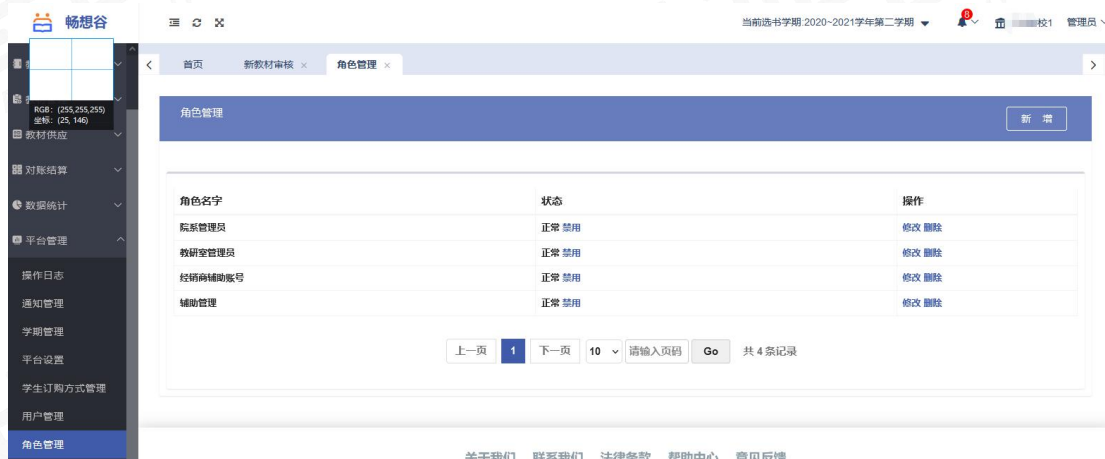 畅想谷
当前选书学期:2020~2021学年第二学期
8
校1
管理员
首页
新教材审核 ×
角色管理 ×
RGB: (255,255,255)
坐标: (25, 146)
教材供应
对账结算
数据统计
平台管理
操作日志
通知管理
学期管理
平台设置
学生订购方式管理
用户管理
角色管理
角色管理
新 增
角色名字 状态 操作
院系管理员 正常 禁用 修改 删除
教研室管理员 正常 禁用 修改 删除
经销商辅助账号 正常 禁用 修改 删除
辅助管理 正常 禁用 修改 删除
上一页 1 下一页 10 请输入页码 Go 共 4 条记录
关于我们 联系我们 法律条款 帮助中心 意见反馈